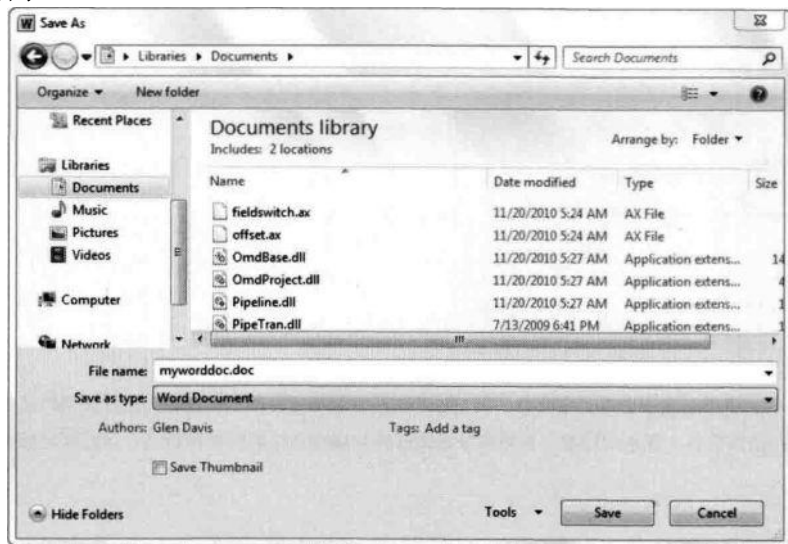 Save As
Libraries ▸ Documents ▸
Search Documents
Organize New folder
Recent Places
Libraries
Documents
Music
Pictures
Videos
Computer
Network
Documents library
Includes: 2 locations
Arrange by: Folder
Name Date modified Type Size
fieldswitch.ax 11/20/2010 5:24 AM AX File
offset.ax 11/20/2010 5:24 AM AX File
OmdBase.dll 11/20/2010 5:27 AM Application extens... 14
OmdProject.dll 11/20/2010 5:27 AM Application extens... 4
Pipeline.dll 11/20/2010 5:27 AM Application extens... 1
PipeTran.dll 7/13/2009 6:41 PM Application extens... 1
File name: myworddoc.doc
Save as type: Word Document
Authors: Glen Davis Tags: Add a tag
Save Thumbnail
Hide Folders Tools Save Cancel